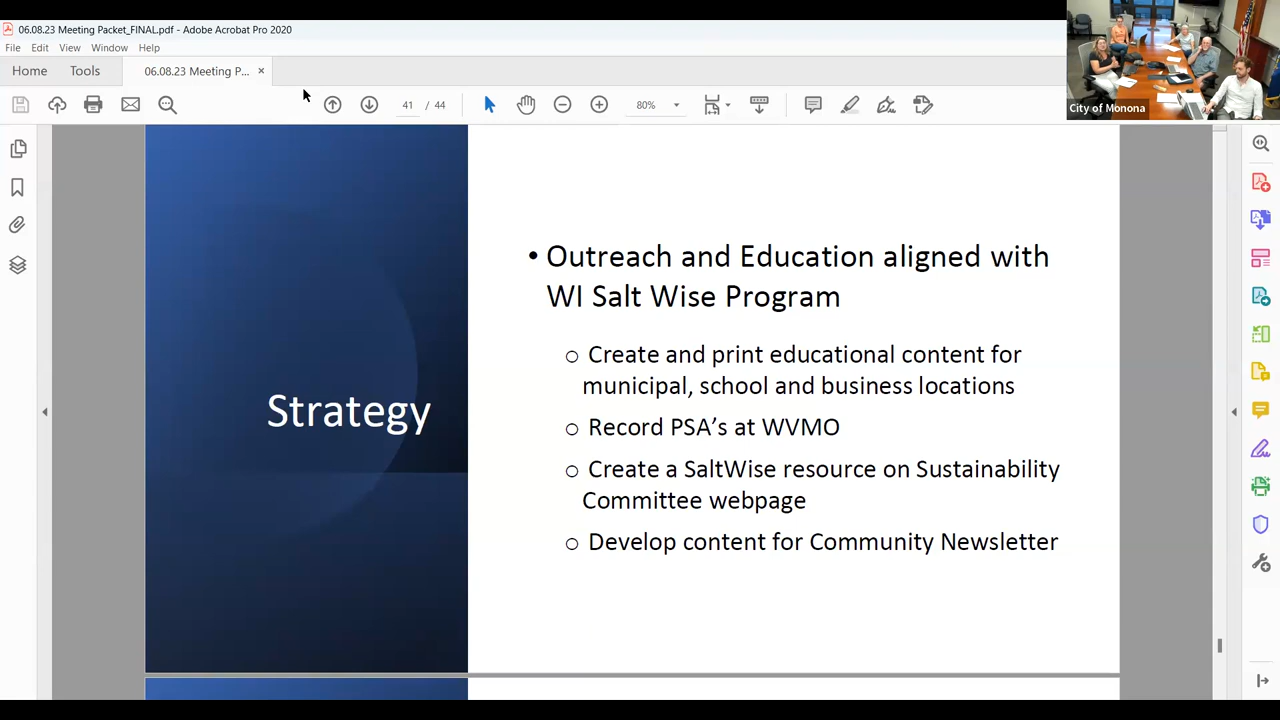 06.08.23 Meeting Packet_FINAL.pdf - Adobe Acrobat Pro 2020
File Edit View Window Help
Home Tools 06.08.23 Meeting P... ×
41 / 44 80%
City of Monona
• Outreach and Education aligned with
WI Salt Wise Program
o Create and print educational content for
municipal, school and business locations
Strategy
o Record PSA’s at WVMO
o Create a SaltWise resource on Sustainability
Committee webpage
o Develop content for Community Newsletter